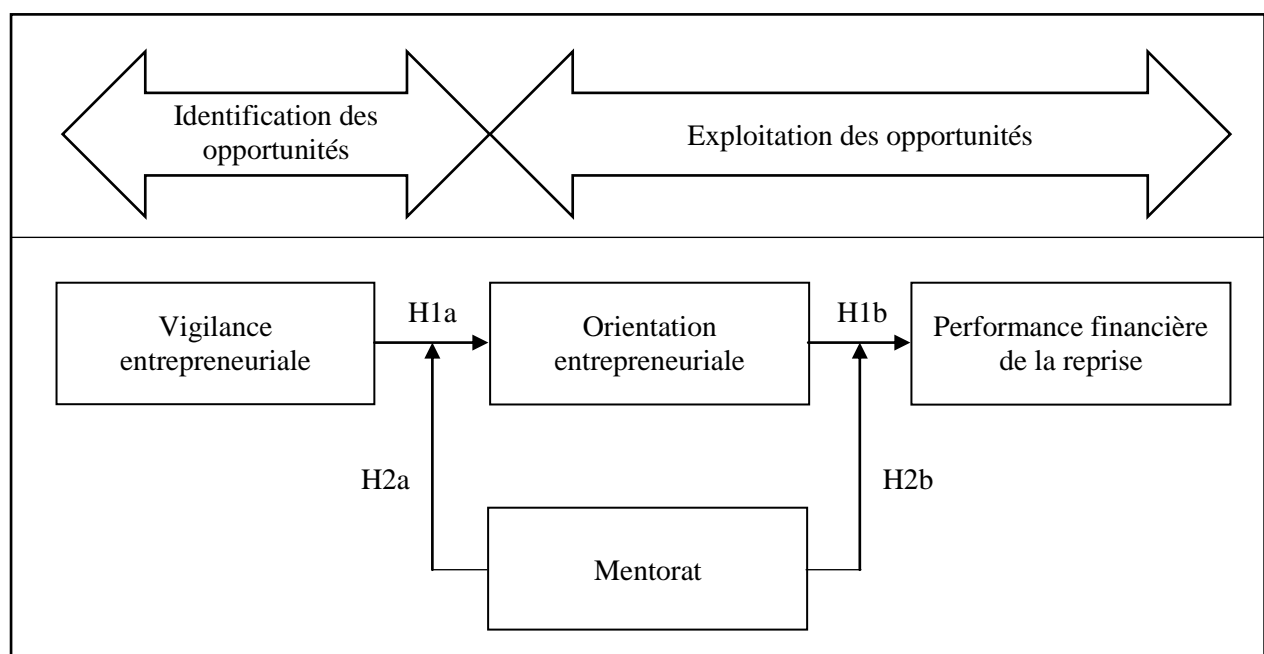 Identification des
opportunités
Exploitation des opportunités
Vigilance
entrepreneuriale
H1a
Orientation
entrepreneuriale
H1b
Performance financière
de la reprise
H2a
H2b
Mentorat